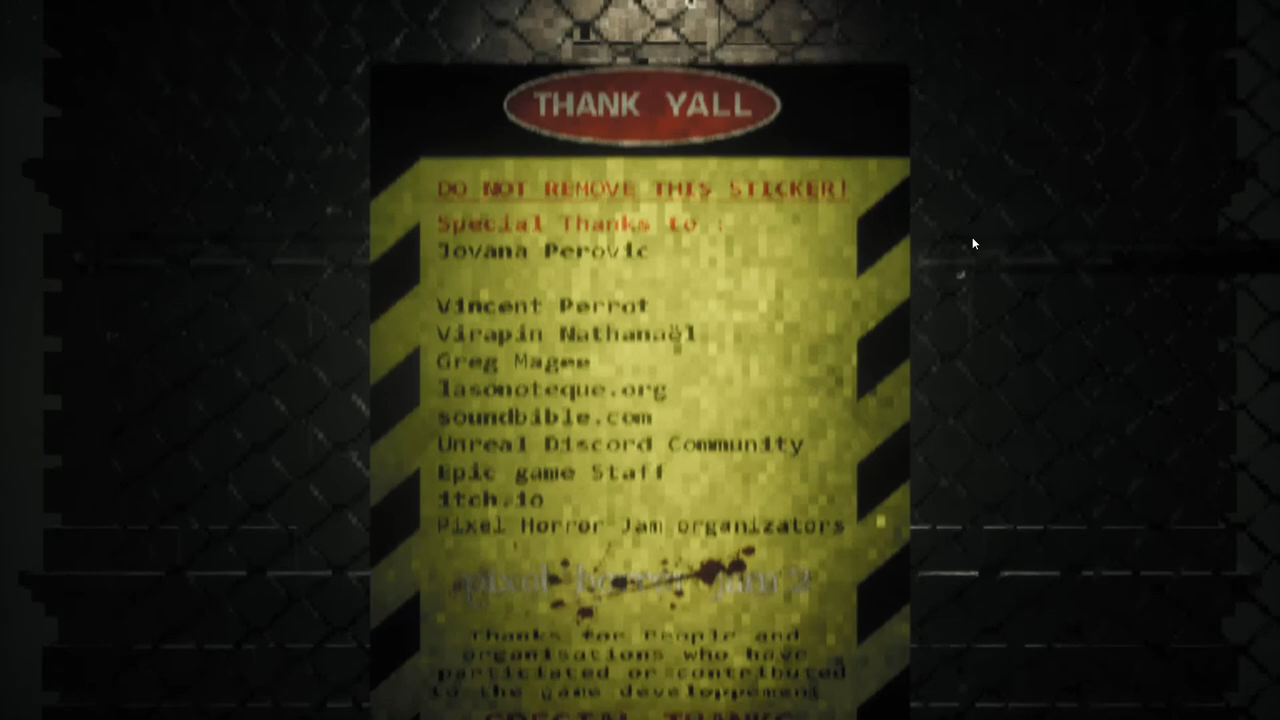 THANK YALL
DO NOT REMOVE THIS STICKER!
Special Thanks to :
Jovana Perovic
Vincent Perrot
Virapin Nathanaël
Greg Magee
lasonoteque.org
soundbible.com
Unreal Discord Community
Epic game Staff
itch.io
Pixel Horror Jam organizators
pixel horror jam
Thanks for People and
organisations who have
particiated or contributed
to the game developpement
SPECIAL THANKS